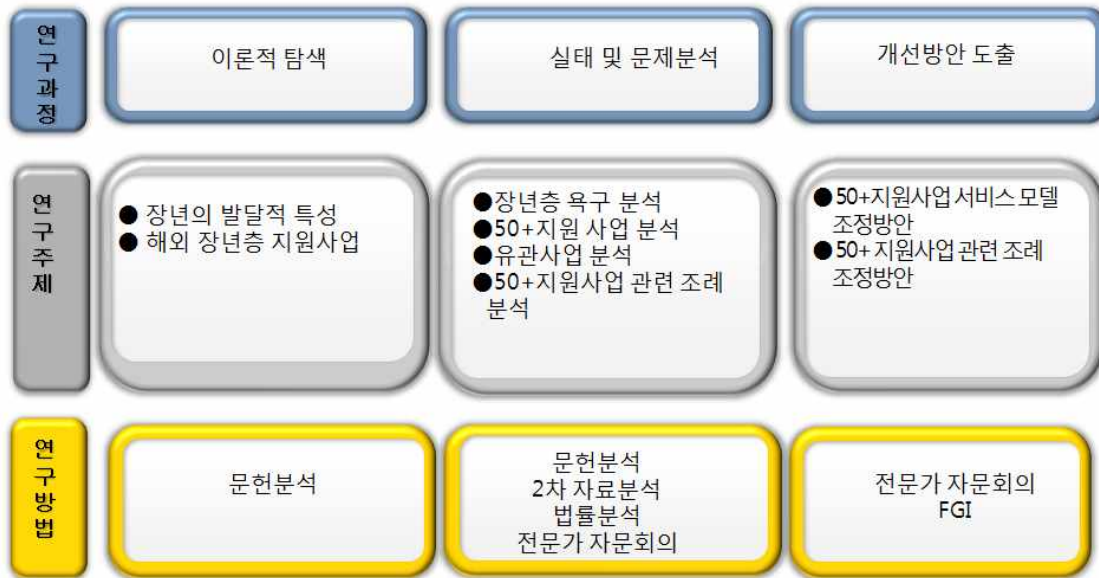 연구과정
이론적 탐색
실태 및 문제분석
개선방안 도출
연구주제
● 장년의 발달적 특성
● 해외 장년층 지원사업
●장년층 욕구 분석
●50+지원 사업 분석
●유관사업 분석
●50+지원사업 관련 조례
분석
●50+지원사업 서비스 모델
조정방안
●50+지원사업 관련 조례
조정방안
연구방법
문헌분석
문헌분석
2차 자료분석
법률분석
전문가 자문회의
전문가 자문회의
FGI